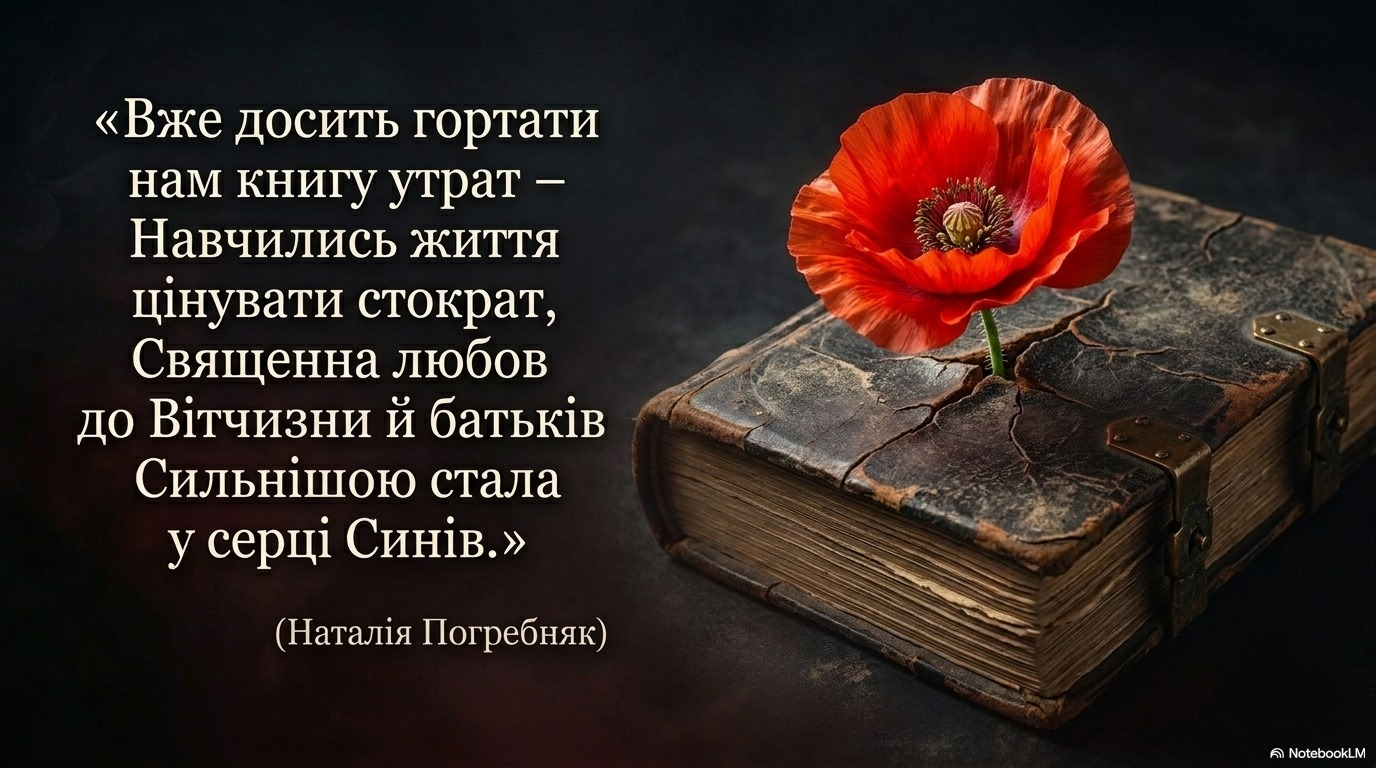 «Вже досить гортати
нам книгу утрат –
Навчились життя
цінувати стократ,
Священна любов
до Вітчизни й батьків
Сильнішою стала
у серці Синів.»
(Наталія Погребняк)
NotebookLM